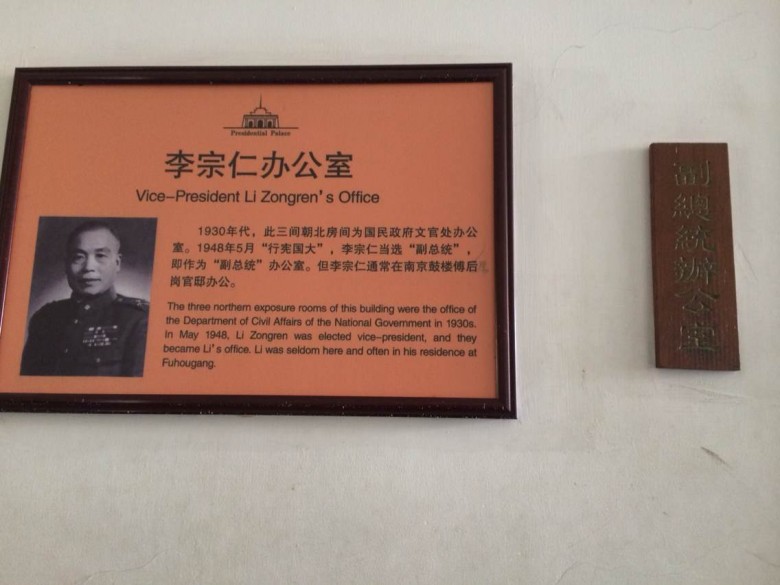 Presidential Palace
李宗仁办公室
Vice-President Li Zongren's Office
1930年代，此三间朝北房间为国民政府文官处办公
室。1948年5月“行宪国大”，李宗仁当选“副总统”，
即作为“副总统”办公室。但李宗仁通常在南京鼓楼傅后
岗官邸办公。
The three northern exposure rooms of this building were the office of
the Department of Civil Affairs of the National Government in 1930s.
In May 1948, Li Zongren was elected vice-president, and they
became Li's office. Li was seldom here and often in his residence at
Fuhougang.
副總統辦公室